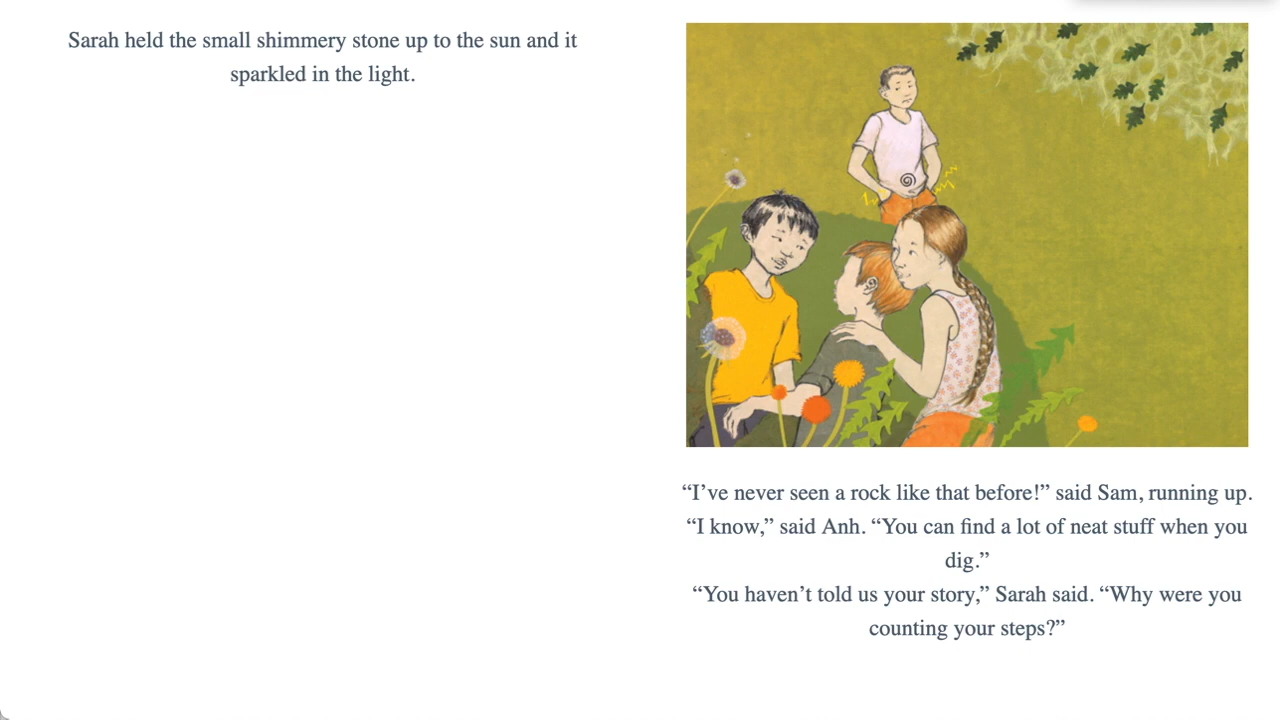 Sarah held the small shimmery stone up to the sun and it
sparkled in the light.
“I’ve never seen a rock like that before!” said Sam, running up.
“I know,” said Anh. “You can find a lot of neat stuff when you
dig.”
“You haven’t told us your story,” Sarah said. “Why were you
counting your steps?”